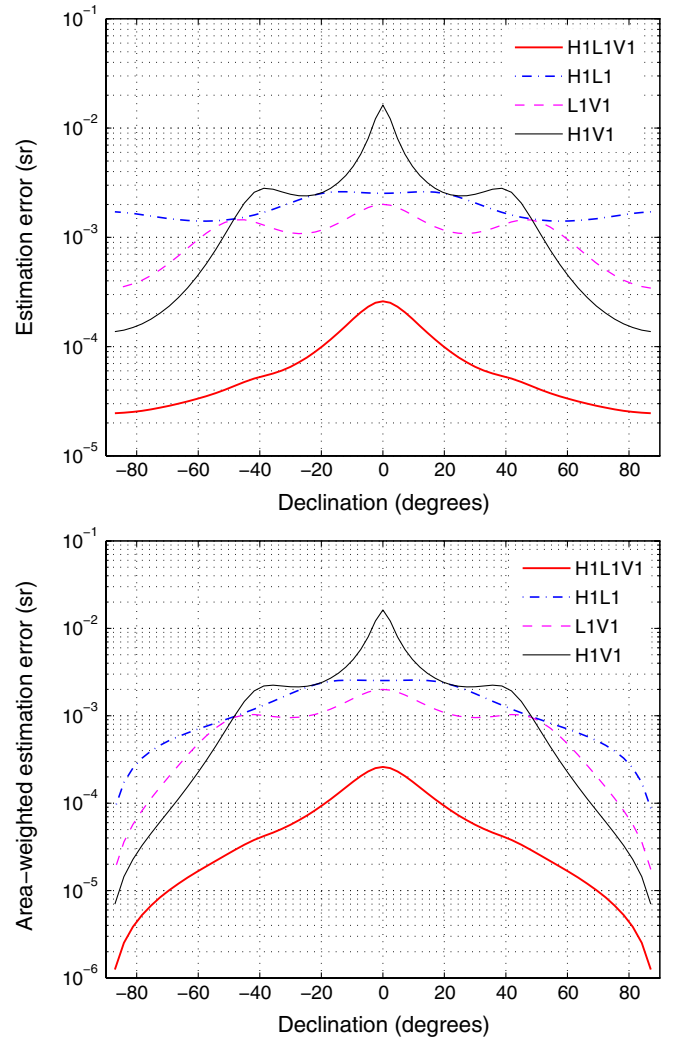 10⁻¹
H1L1V1
H1L1
L1V1
H1V1
10⁻²
10⁻³
10⁻⁴
10⁻⁵
Estimation error (sr)
−80 −60 −40 −20 0 20 40 60 80
Declination (degrees)
10⁻¹
H1L1V1
H1L1
L1V1
H1V1
10⁻²
10⁻³
10⁻⁴
10⁻⁵
10⁻⁶
Area−weighted estimation error (sr)
−80 −60 −40 −20 0 20 40 60 80
Declination (degrees)